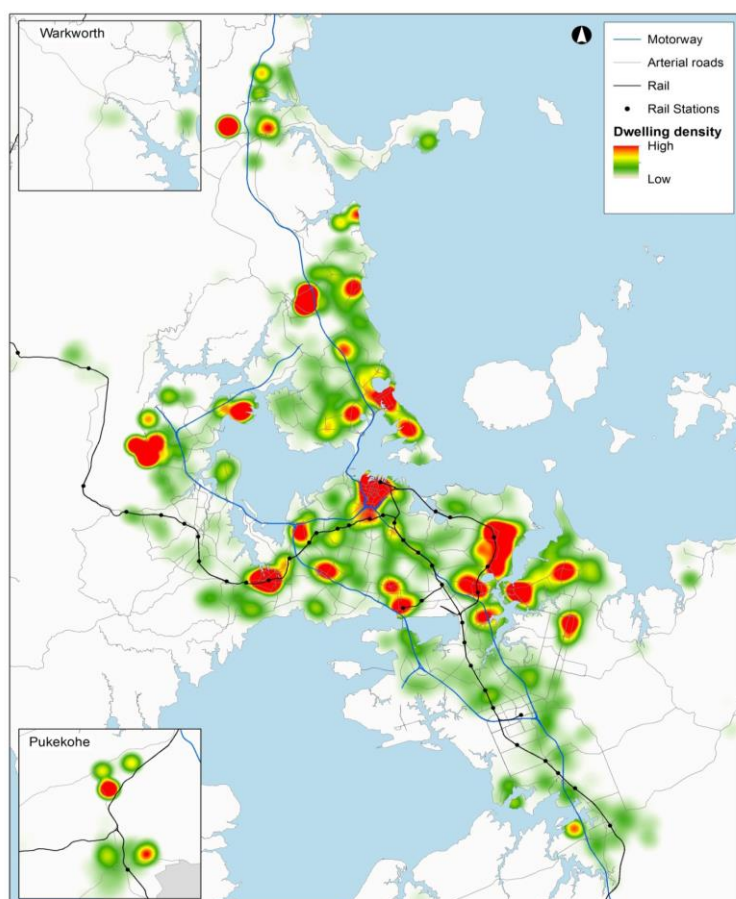 Warkworth
Motorway
Arterial roads
Rail
Rail Stations
Dwelling density
High
Low
Pukekohe